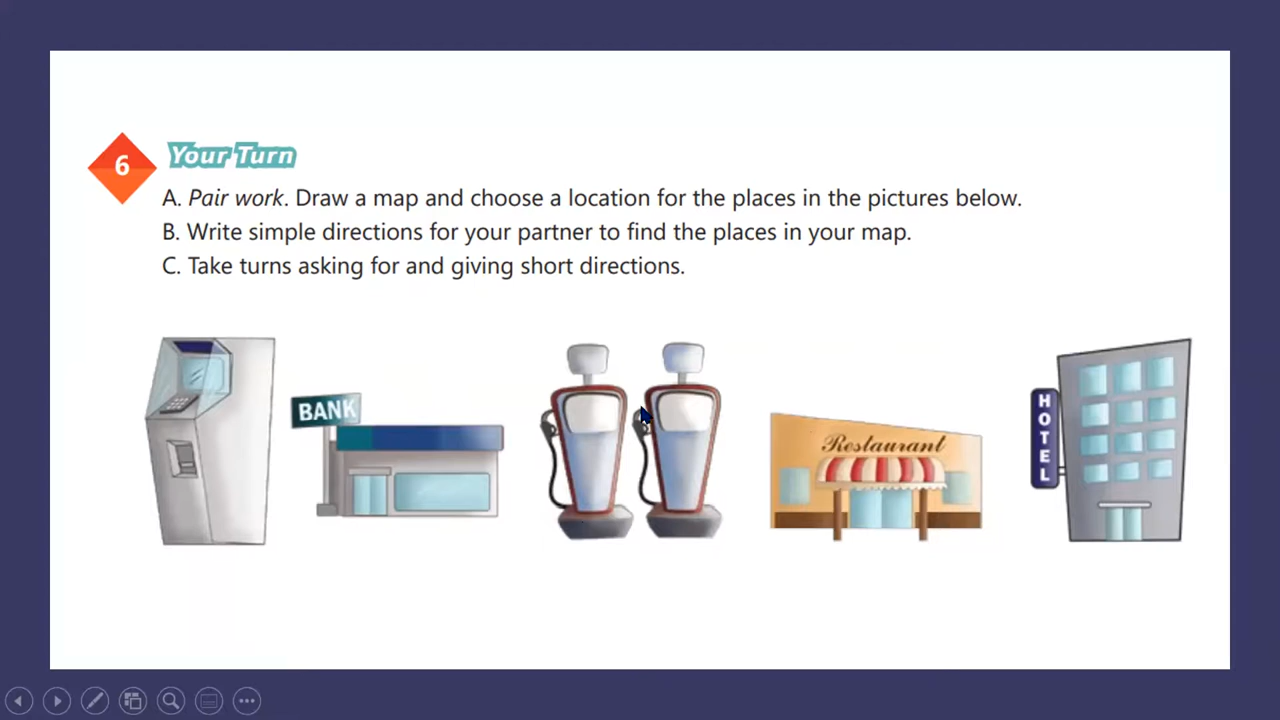 6
Your Turn
A. Pair work. Draw a map and choose a location for the places in the pictures below.
B. Write simple directions for your partner to find the places in your map.
C. Take turns asking for and giving short directions.
BANK
Restaurant
HOTEL